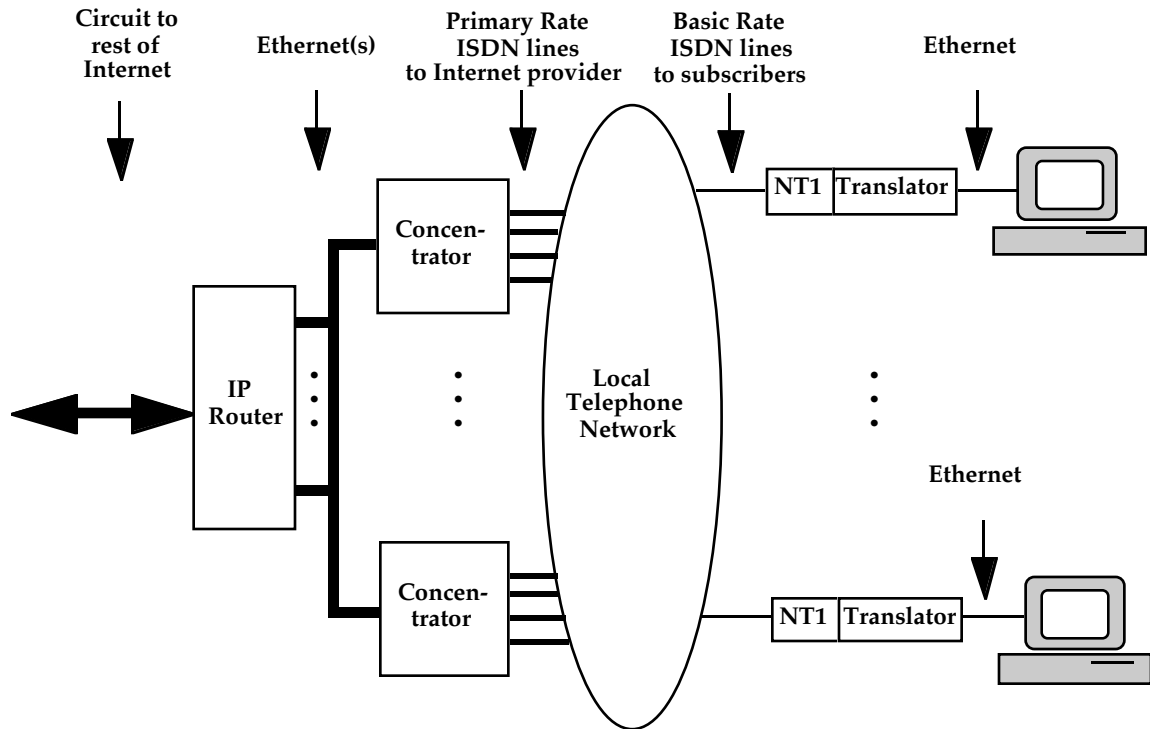 Circuit to
rest of
Internet
Ethernet(s)
Primary Rate
ISDN lines
to Internet provider
Basic Rate
ISDN lines
to subscribers
Ethernet
NT1
Translator
Concen-
trator
IP
Router
Local
Telephone
Network
Ethernet
Concen-
trator
NT1
Translator